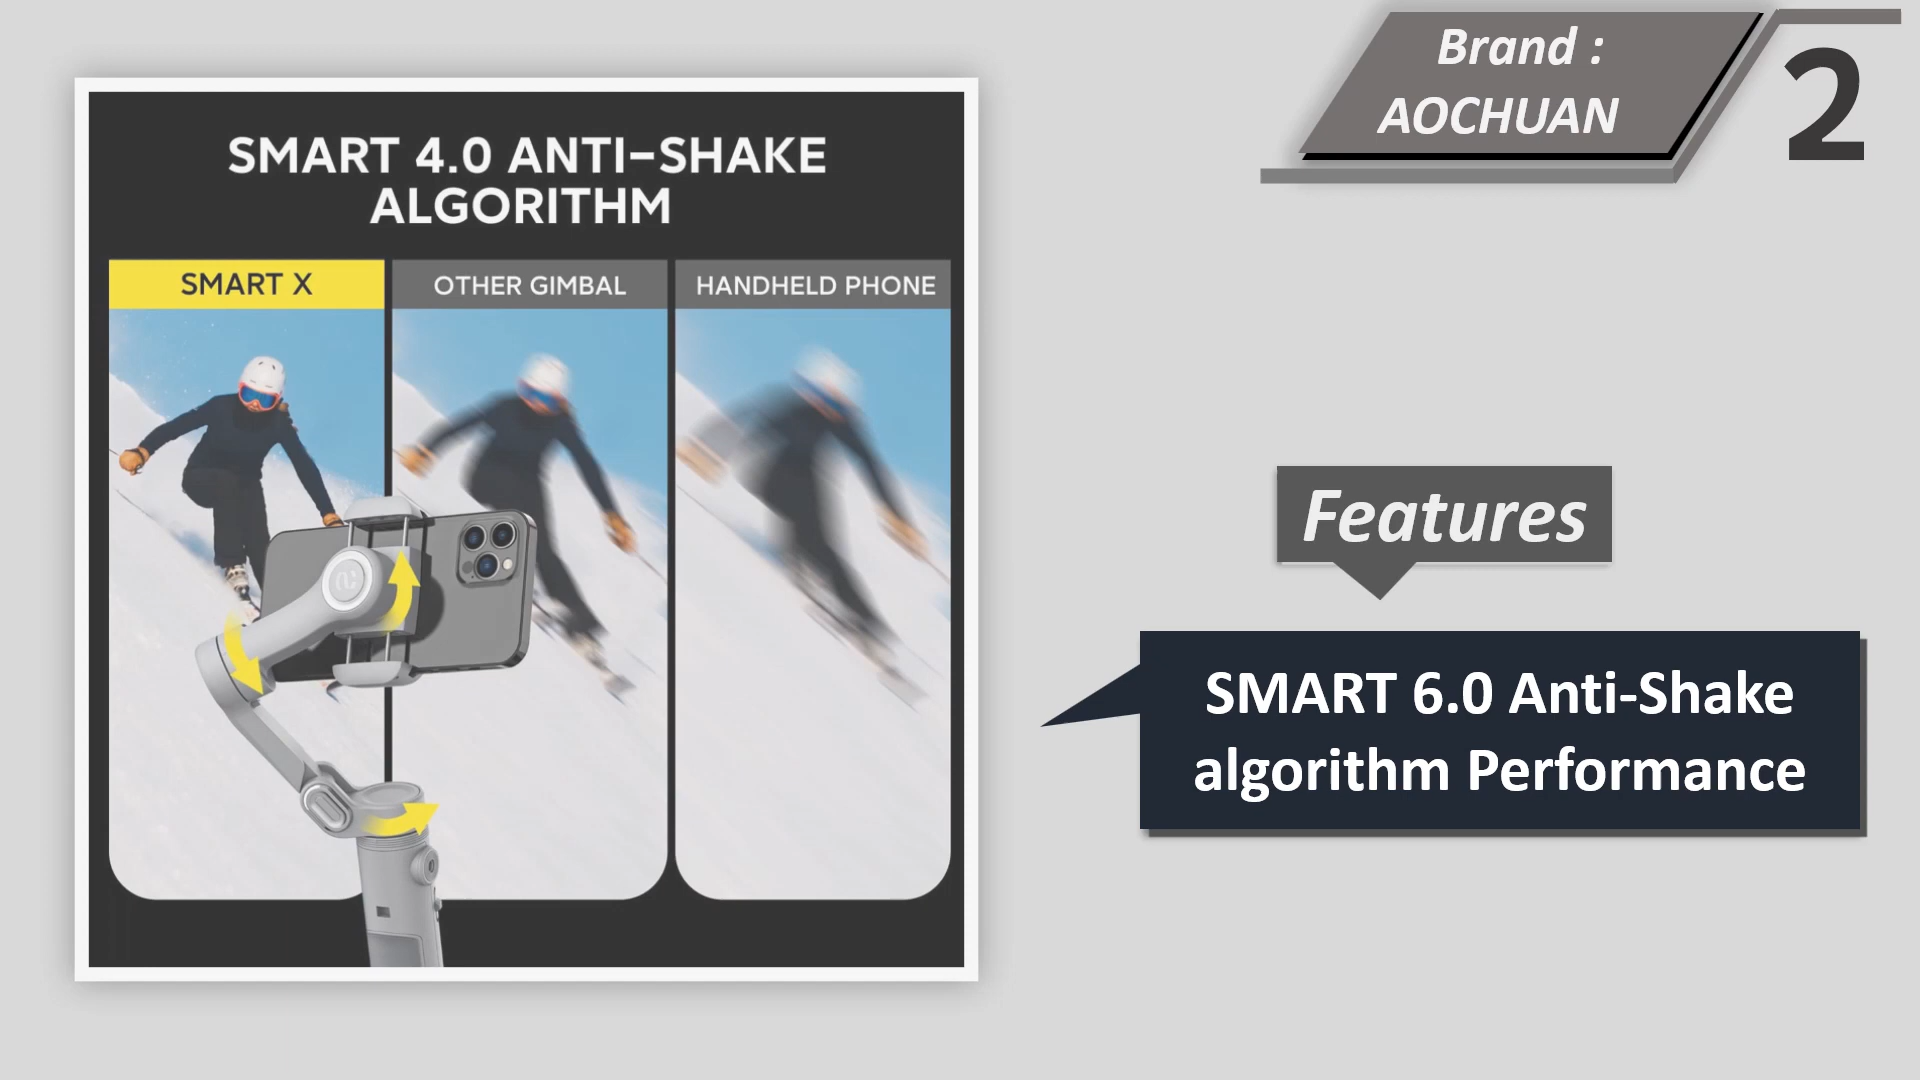 Brand :
AOCHUAN
2
SMART 4.0 ANTI-SHAKE
ALGORITHM
SMART X
OTHER GIMBAL
HANDHELD PHONE
Features
SMART 6.0 Anti-Shake
algorithm Performance